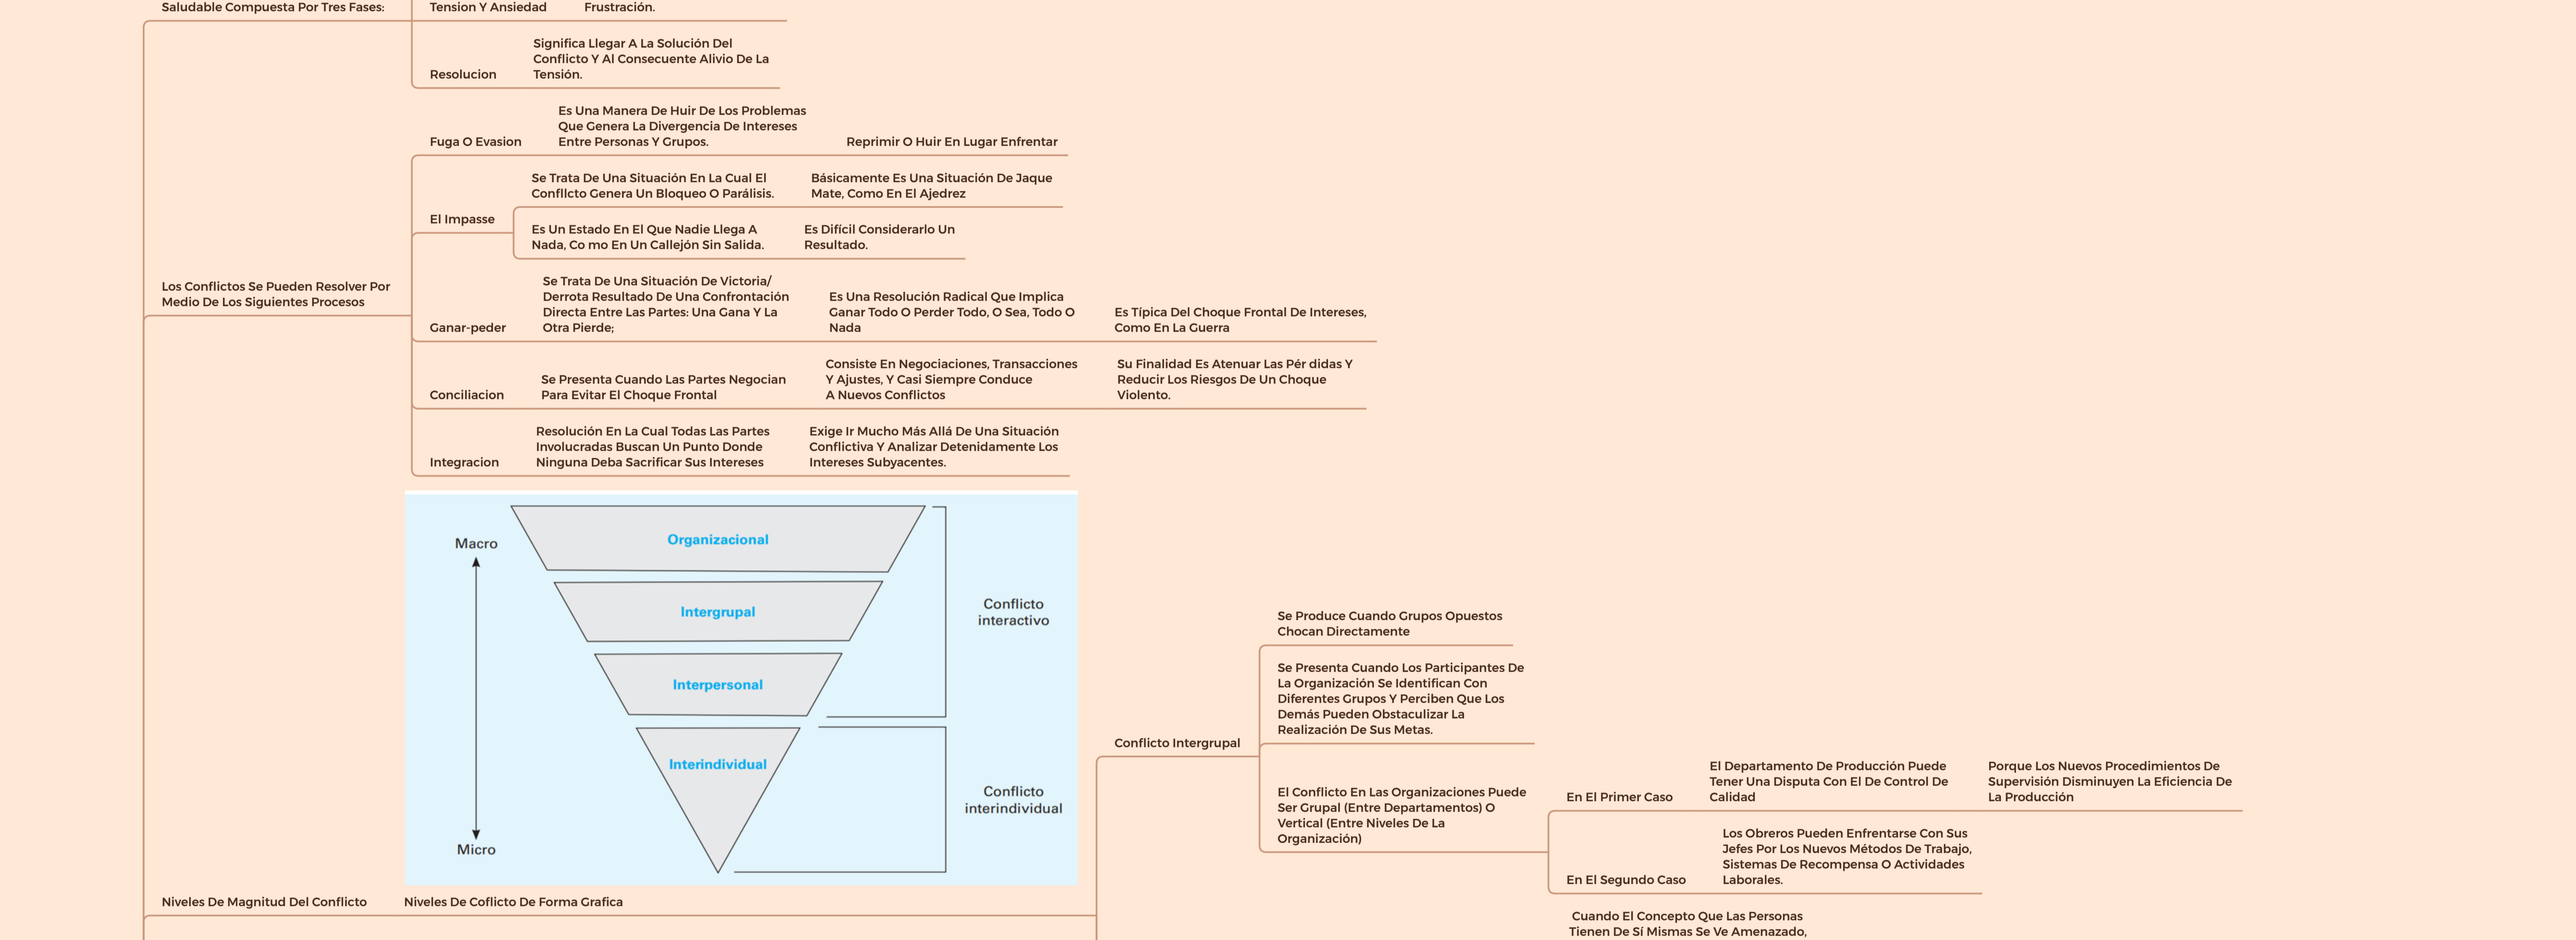 Saludable Compuesta Por Tres Fases:
Tension Y Ansiedad
Frustración.
Resolucion
Significa Llegar A La Solución Del
Conflicto Y Al Consecuente Alivio De La
Tensión.
Los Conflictos Se Pueden Resolver Por
Medio De Los Siguientes Procesos
Fuga O Evasion
Es Una Manera De Huir De Los Problemas
Que Genera La Divergencia De Intereses
Entre Personas Y Grupos.
Reprimir O Huir En Lugar Enfrentar
El Impasse
Se Trata De Una Situación En La Cual El
Confllcto Genera Un Bloqueo O Parálisis.
Básicamente Es Una Situación De Jaque
Mate, Como En El Ajedrez
Es Un Estado En El Que Nadie Llega A
Nada, Co mo En Un Callejón Sin Salida.
Es Difícil Considerarlo Un
Resultado.
Ganar-peder
Se Trata De Una Situación De Victoria/
Derrota Resultado De Una Confrontación
Directa Entre Las Partes: Una Gana Y La
Otra Pierde;
Es Una Resolución Radical Que Implica
Ganar Todo O Perder Todo, O Sea, Todo O
Nada
Es Típica Del Choque Frontal De Intereses,
Como En La Guerra
Conciliacion
Se Presenta Cuando Las Partes Negocian
Para Evitar El Choque Frontal
Consiste En Negociaciones, Transacciones
Y Ajustes, Y Casi Siempre Conduce
A Nuevos Conflictos
Su Finalidad Es Atenuar Las Pér didas Y
Reducir Los Riesgos De Un Choque
Violento.
Integracion
Resolución En La Cual Todas Las Partes
Involucradas Buscan Un Punto Donde
Ninguna Deba Sacrificar Sus Intereses
Exige Ir Mucho Más Allá De Una Situación
Conflictiva Y Analizar Detenidamente Los
Intereses Subyacentes.
Niveles De Magnitud Del Conflicto
Niveles De Coflicto De Forma Grafica
Macro
Micro
Organizacional
Intergrupal
Interpersonal
Interindividual
Conflicto
interactivo
Conflicto
interindividual
Conflicto Intergrupal
Se Produce Cuando Grupos Opuestos
Chocan Directamente
Se Presenta Cuando Los Participantes De
La Organización Se Identifican Con
Diferentes Grupos Y Perciben Que Los
Demás Pueden Obstaculizar La
Realización De Sus Metas.
El Conflicto En Las Organizaciones Puede
Ser Grupal (Entre Departamentos) O
Vertical (Entre Niveles De La
Organización)
En El Primer Caso
El Departamento De Producción Puede
Tener Una Disputa Con El De Control De
Calidad
Porque Los Nuevos Procedimientos De
Supervisión Disminuyen La Eficiencia De
La Producción
En El Segundo Caso
Los Obreros Pueden Enfrentarse Con Sus
Jefes Por Los Nuevos Métodos De Trabajo,
Sistemas De Recompensa O Actividades
Laborales.
Cuando El Concepto Que Las Personas
Tienen De Sí Mismas Se Ve Amenazado,